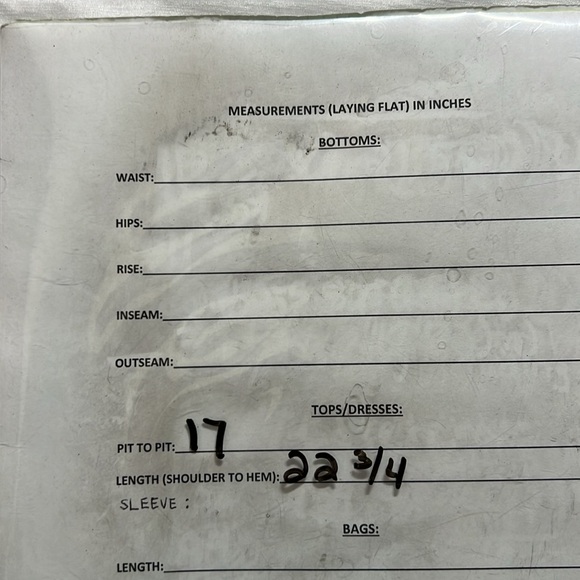 MEASUREMENTS (LAYING FLAT) IN INCHES
BOTTOMS:
WAIST:
HIPS:
RISE:
INSEAM:
OUTSEAM:
TOPS/DRESSES:
PIT TO PIT: 17
LENGTH (SHOULDER TO HEM): 22 3/4
SLEEVE :
BAGS:
LENGTH: